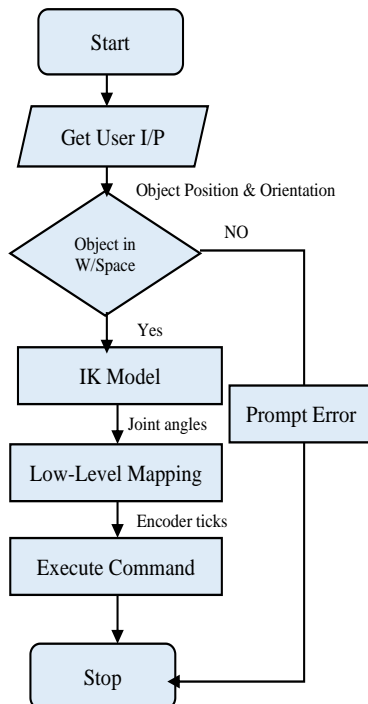 Start
Get User I/P
Object Position & Orientation
Object in
W/Space
NO
Yes
IK Model
Joint angles
Prompt Error
Low-Level Mapping
Encoder ticks
Execute Command
Stop